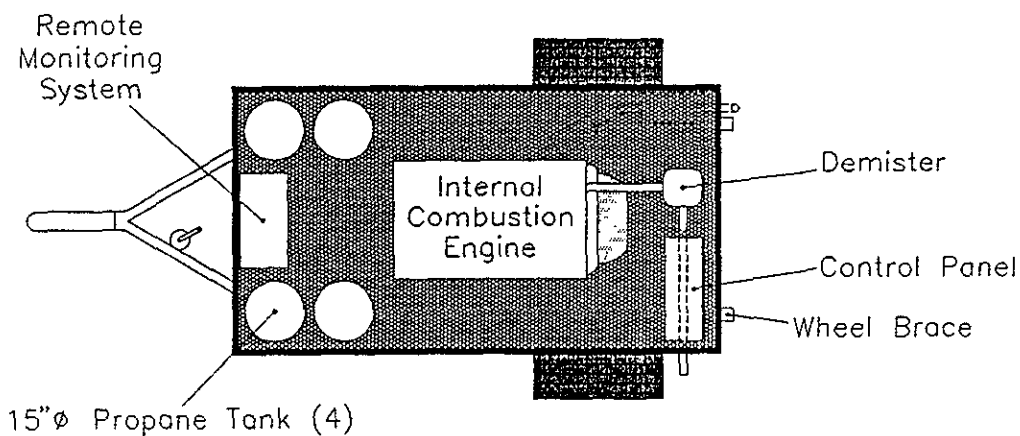 Remote
Monitoring
System
Internal
Combustion
Engine
Demister
Control Panel
Wheel Brace
15"ø Propane Tank (4)